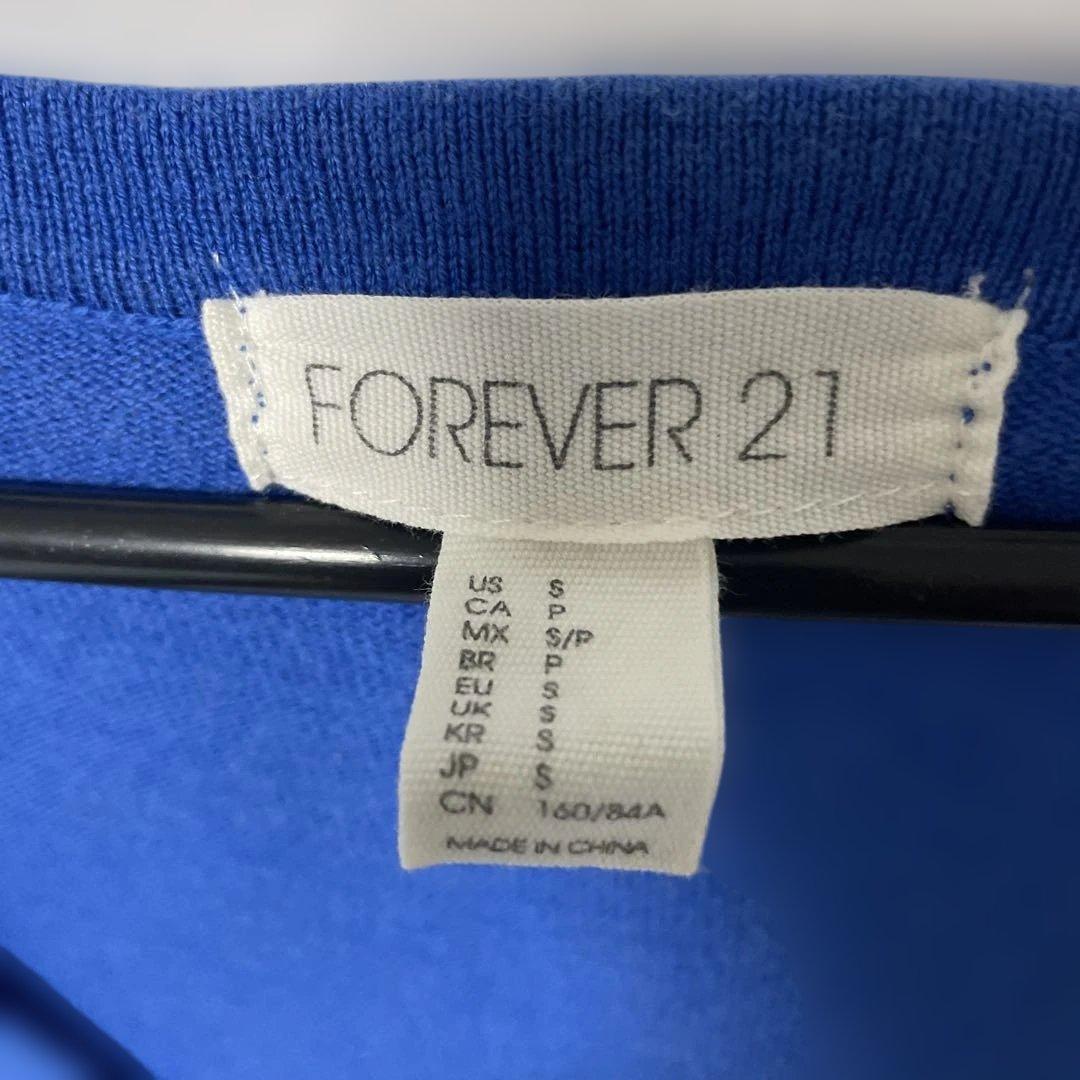 FOREVER 21
US S
CA P
MX S/P
BR P
EU S
UK S
KR S
JP S
CN 160/84A
MADE IN CHINA